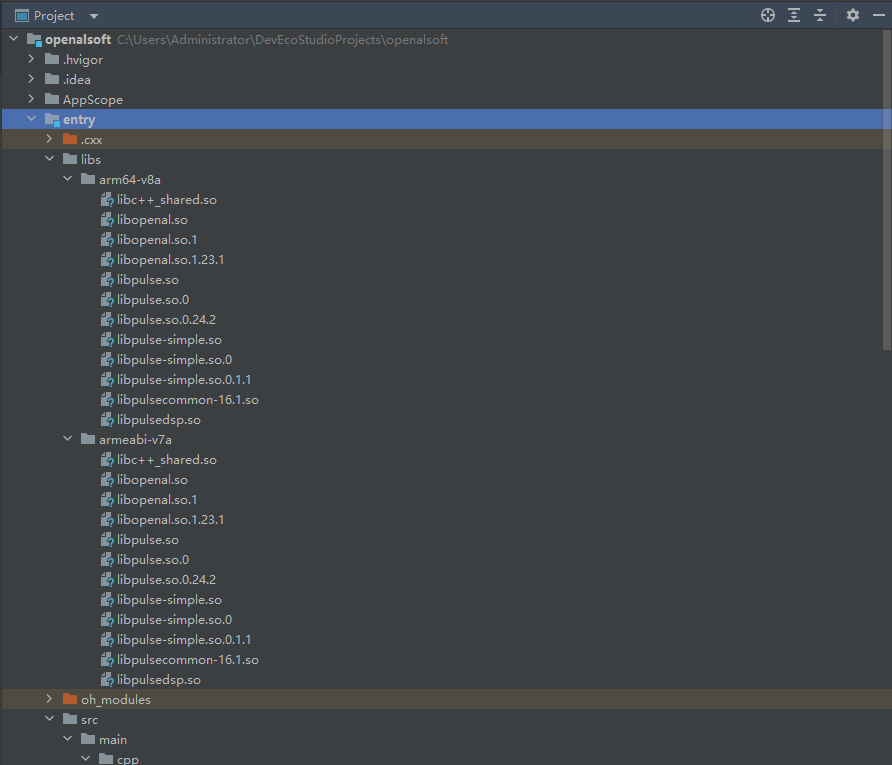 Project
openalsoft C:\Users\Administrator\DevEcoStudioProjects\openalsoft
.hvigor
.idea
AppScope
entry
.cxx
libs
arm64-v8a
libc++_shared.so
libopenal.so
libopenal.so.1
libopenal.so.1.23.1
libpulse.so
libpulse.so.0
libpulse.so.0.24.2
libpulse-simple.so
libpulse-simple.so.0
libpulse-simple.so.0.1.1
libpulsecommon-16.1.so
libpulsedsp.so
armeabi-v7a
libc++_shared.so
libopenal.so
libopenal.so.1
libopenal.so.1.23.1
libpulse.so
libpulse.so.0
libpulse.so.0.24.2
libpulse-simple.so
libpulse-simple.so.0
libpulse-simple.so.0.1.1
libpulsecommon-16.1.so
libpulsedsp.so
oh_modules
src
main
cpp